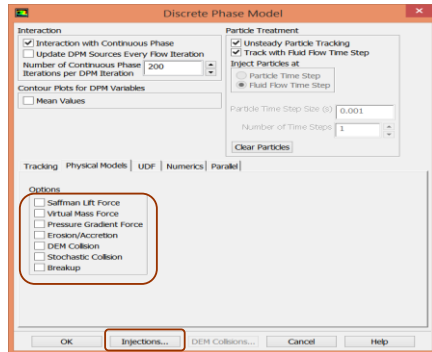 Discrete Phase Model
Interaction
Interaction with Continuous Phase
Update DPM Sources Every Flow Iteration
Number of Continuous Phase
Iterations per DPM Iteration
200
Contour Plots for DPM Variables
Mean Values
Particle Treatment
Unsteady Particle Tracking
Track with Fluid Flow Time Step
Inject Particles at
Particle Time Step
Fluid Flow Time Step
Particle Time Step Size (s) 0.001
Number of Time Steps 1
Clear Particles
Tracking Physical Models UDF Numerics Parallel
Options
Saffman Lift Force
Virtual Mass Force
Pressure Gradient Force
Erosion/Accretion
DEM Collision
Stochastic Collision
Breakup
OK Injections... DEM Collisions... Cancel Help